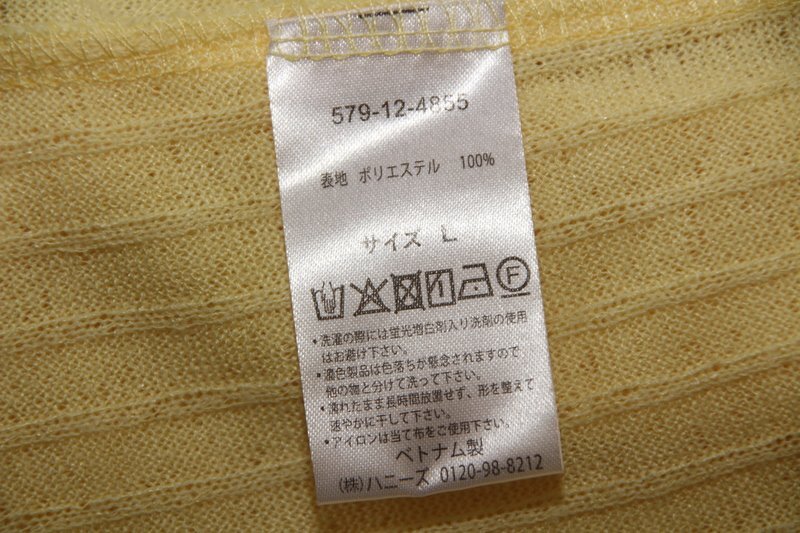 579-12-4855
表地 ポリエステル 100%
サイズ L
F
・洗濯の際には蛍光増白剤入り洗剤の使用
はお避け下さい。
・濃色製品は色落ちが懸念されますので
他の物と分けて洗って下さい。
・濡れたまま長時間放置せず、形を整えて
速やかに干して下さい。
・アイロンは当て布をご使用下さい。
ベトナム製
(株)ハニーズ 0120-98-8212